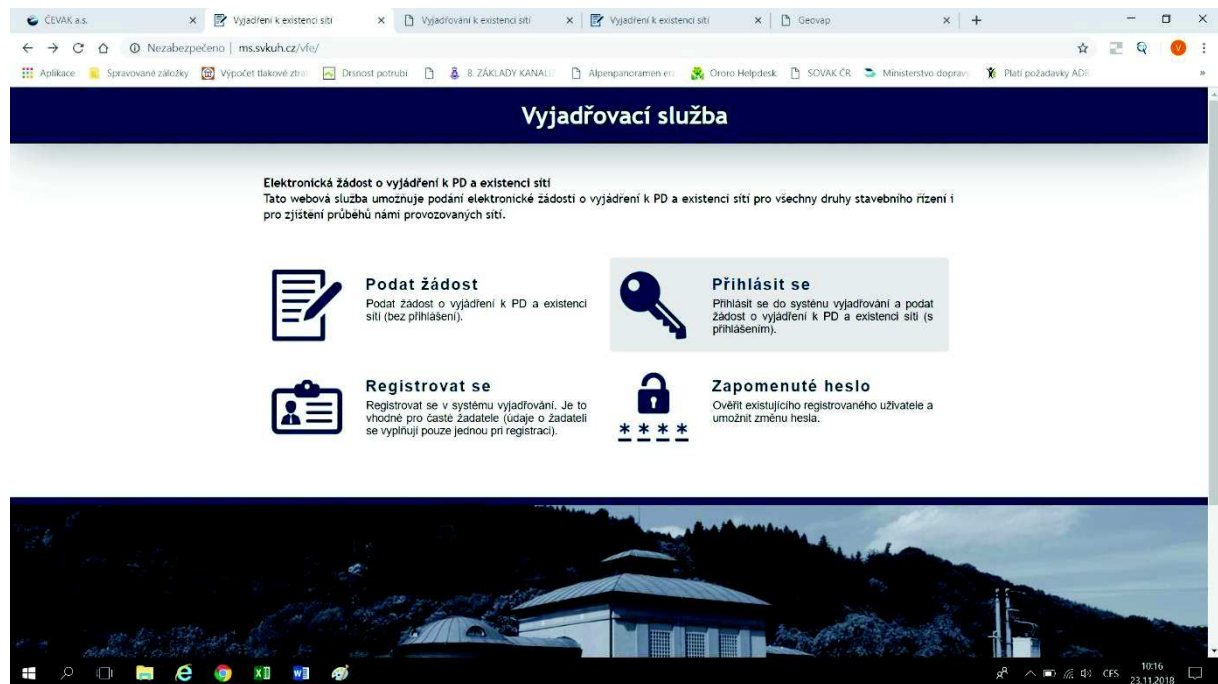 ČEVAK a.s.
Vyjádření k existenci sítí
Vyjadřování k existenci sítí
Vyjádření k existenci sítí
Geovap
Nezabezpečeno | ms.svkuh.cz/vfe/
V
Aplikace
Spravované záložky
Výpočet tlakové ztrá
Drsnost potrubí
8. ZÁKLADY KANALI
Alpenpanoramen er
Ororo Helpdesk
SOVAK ČR
Ministerstvo dopravy
Platí požadavky ADR
»
Vyjadřovací služba
Elektronická žádost o vyjádření k PD a existenci sítí
Tato webová služba umožňuje podání elektronické žádosti o vyjádření k PD a existenci sítí pro všechny druhy stavebního řízení i
pro zjištění průběhů námi provozovaných sítí.
Podat žádost
Podat žádost o vyjádření k PD a existenci
sítí (bez přihlášení).
Přihlásit se
Přihlásit se do systénu vyjadřování a podat
žádost o vyjádření k PD a existenci síti (s
přihlášením).
Registrovat se
Registrovat se v systému vyjadřování. Je to
vhodné pro časté žadatele (údaje o žadateli
se vyplňují pouze jednou pri registraci).
Zapomenuté heslo
Ověřit existujícího registrovaného uživatele a
umožnit změnu hesla.
* * * *
CFS
10:16
23.11.2018